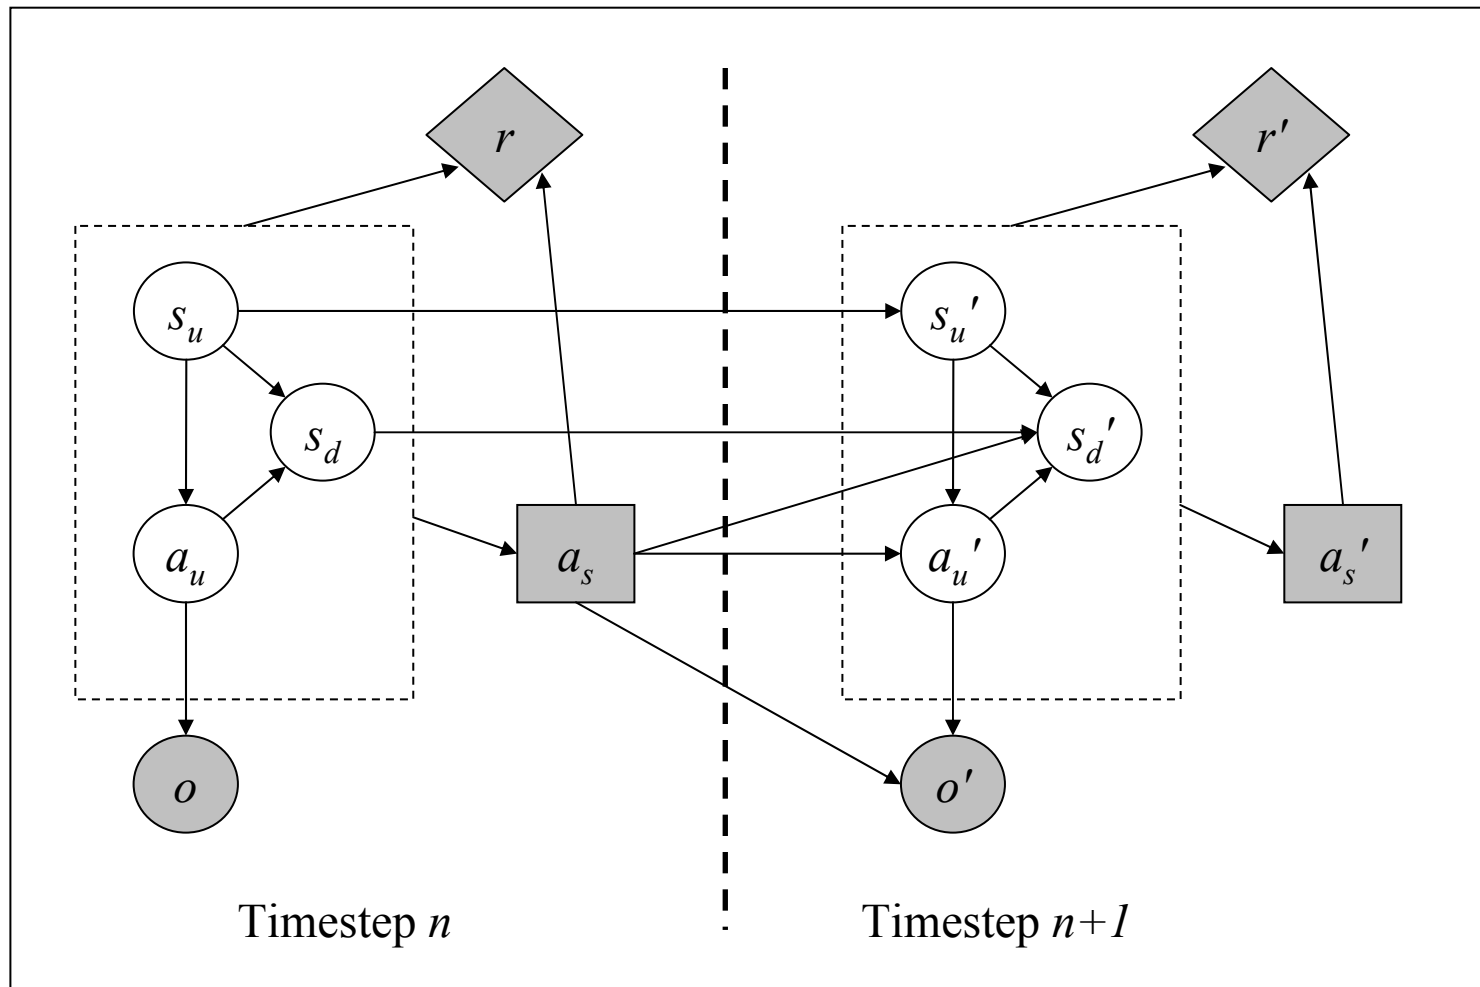 r
r'
s_u
s_u'
s_d
s_d'
a_u
a_s
a_u'
a_s'
o
o'
Timestep n
Timestep n+1